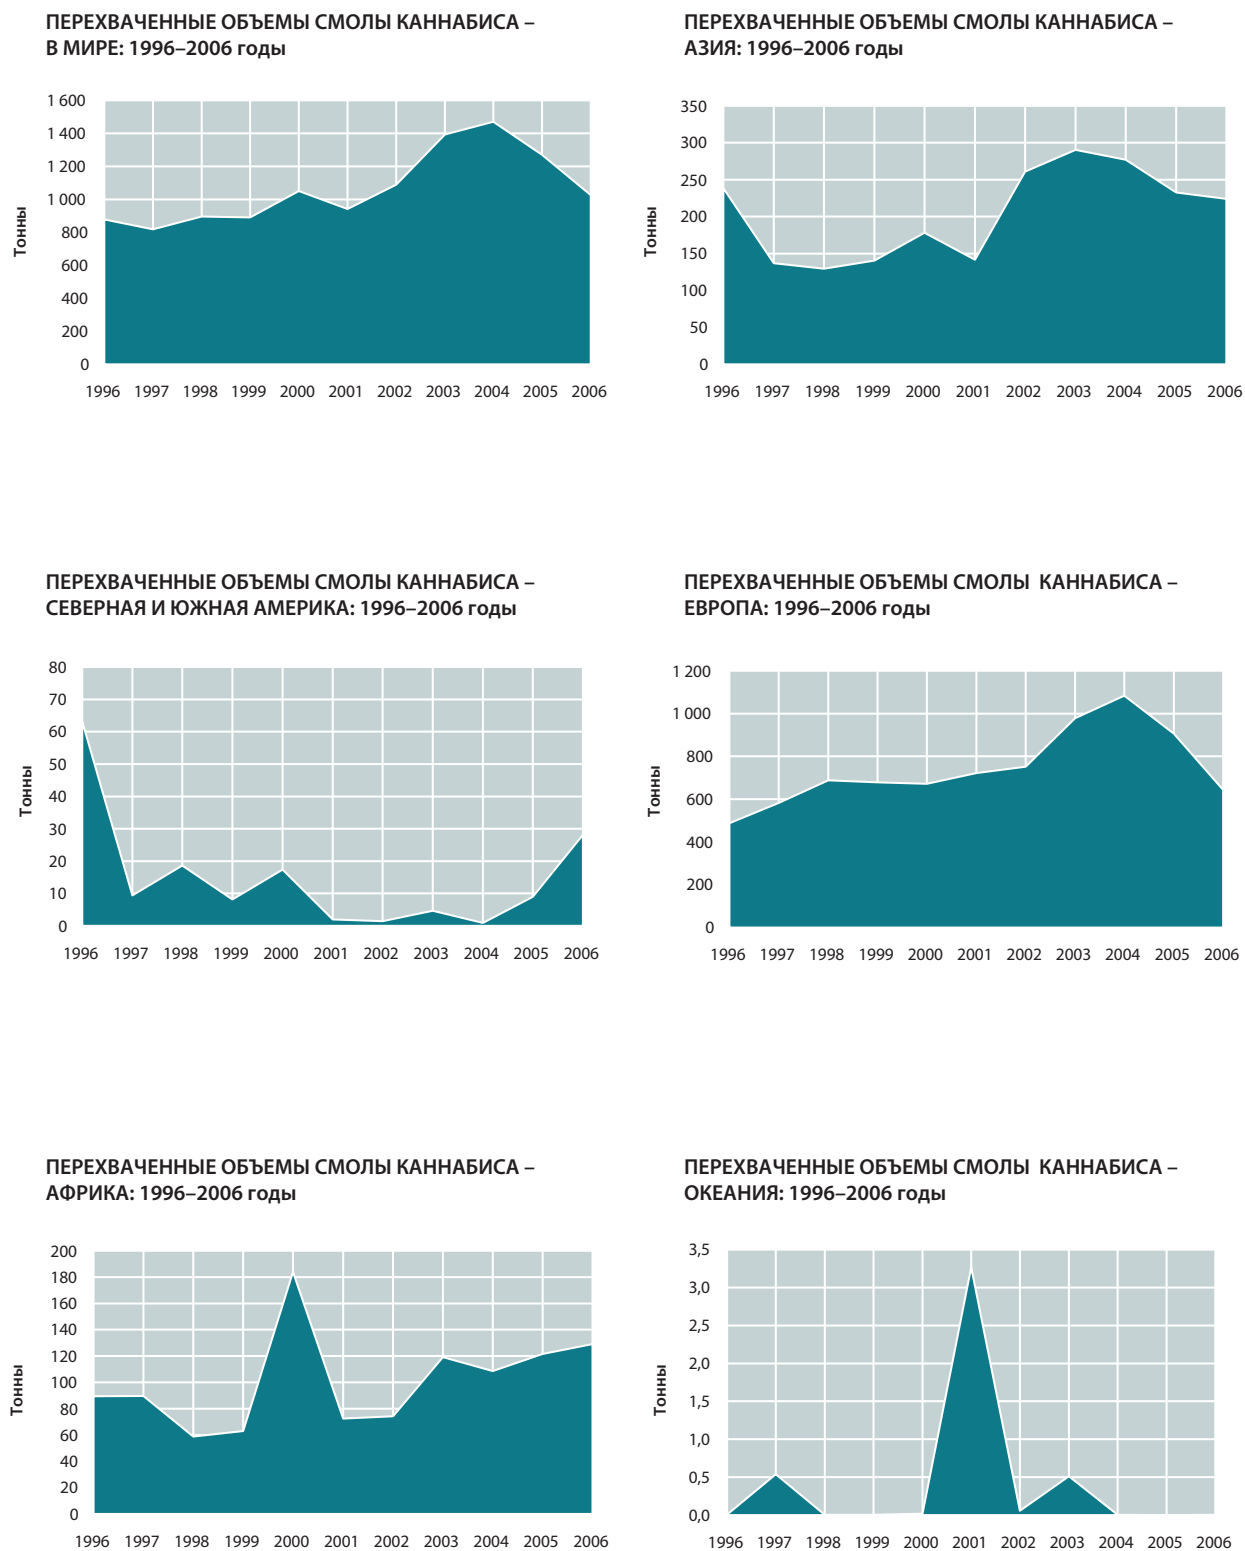 ПЕРЕХВАЧЕННЫЕ ОБЪЕМЫ СМОЛЫ КАННАБИСА –
В МИРЕ: 1996–2006 годы
Тонны
1 600
1 400
1 200
1 000
800
600
400
200
0
1996 1997 1998 1999 2000 2001 2002 2003 2004 2005 2006
ПЕРЕХВАЧЕННЫЕ ОБЪЕМЫ СМОЛЫ КАННАБИСА –
АЗИЯ: 1996–2006 годы
Тонны
350
300
250
200
150
100
50
0
1996 1997 1998 1999 2000 2001 2002 2003 2004 2005 2006
ПЕРЕХВАЧЕННЫЕ ОБЪЕМЫ СМОЛЫ КАННАБИСА –
СЕВЕРНАЯ И ЮЖНАЯ АМЕРИКА: 1996–2006 годы
Тонны
80
70
60
50
40
30
20
10
0
1996 1997 1998 1999 2000 2001 2002 2003 2004 2005 2006
ПЕРЕХВАЧЕННЫЕ ОБЪЕМЫ СМОЛЫ КАННАБИСА –
ЕВРОПА: 1996–2006 годы
Тонны
1 200
1 000
800
600
400
200
0
1996 1997 1998 1999 2000 2001 2002 2003 2004 2005 2006
ПЕРЕХВАЧЕННЫЕ ОБЪЕМЫ СМОЛЫ КАННАБИСА –
АФРИКА: 1996–2006 годы
Тонны
200
180
160
140
120
100
80
60
40
20
0
1996 1997 1998 1999 2000 2001 2002 2003 2004 2005 2006
ПЕРЕХВАЧЕННЫЕ ОБЪЕМЫ СМОЛЫ КАННАБИСА –
ОКЕАНИЯ: 1996–2006 годы
Тонны
3,5
3,0
2,5
2,0
1,5
1,0
0,5
0,0
1996 1997 1998 1999 2000 2001 2002 2003 2004 2005 2006